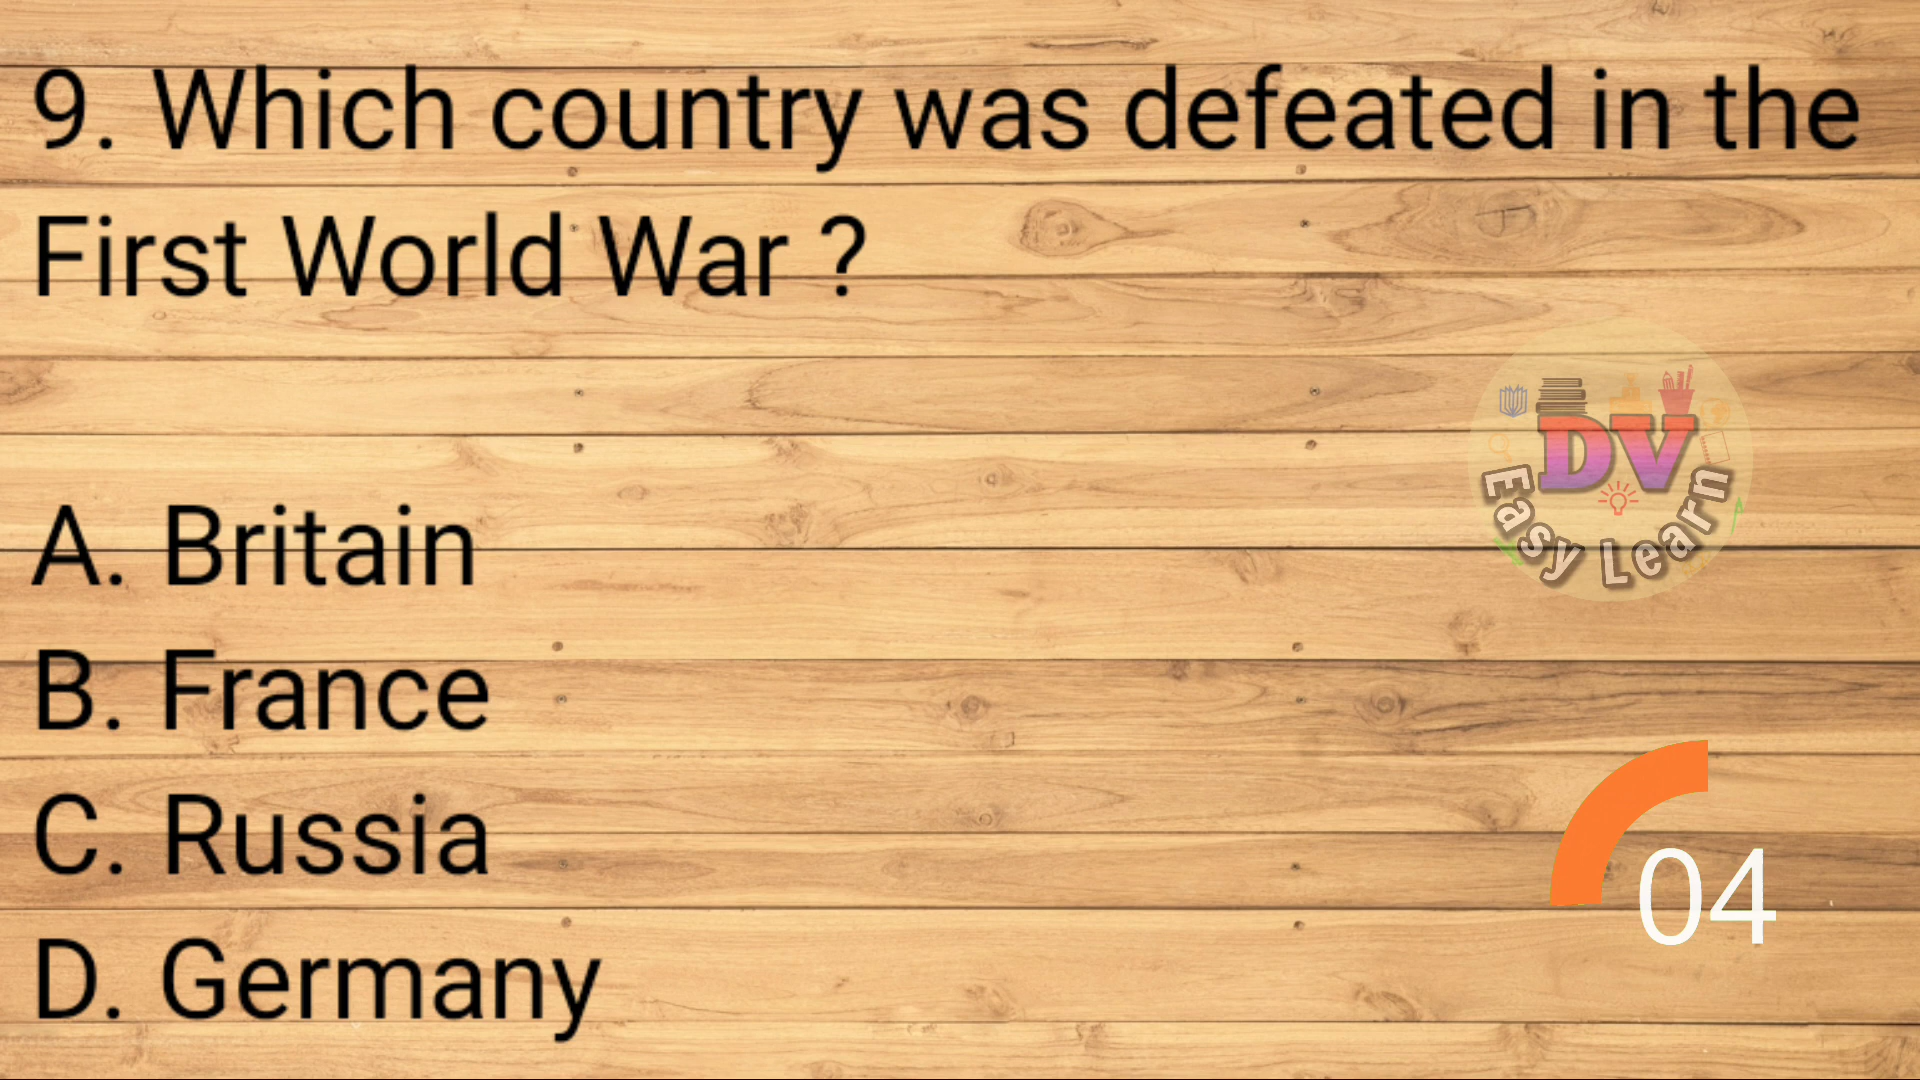 9. Which country was defeated in the
First World War ?
DV
Easy Learn
A. Britain
B. France
C. Russia
D. Germany
04